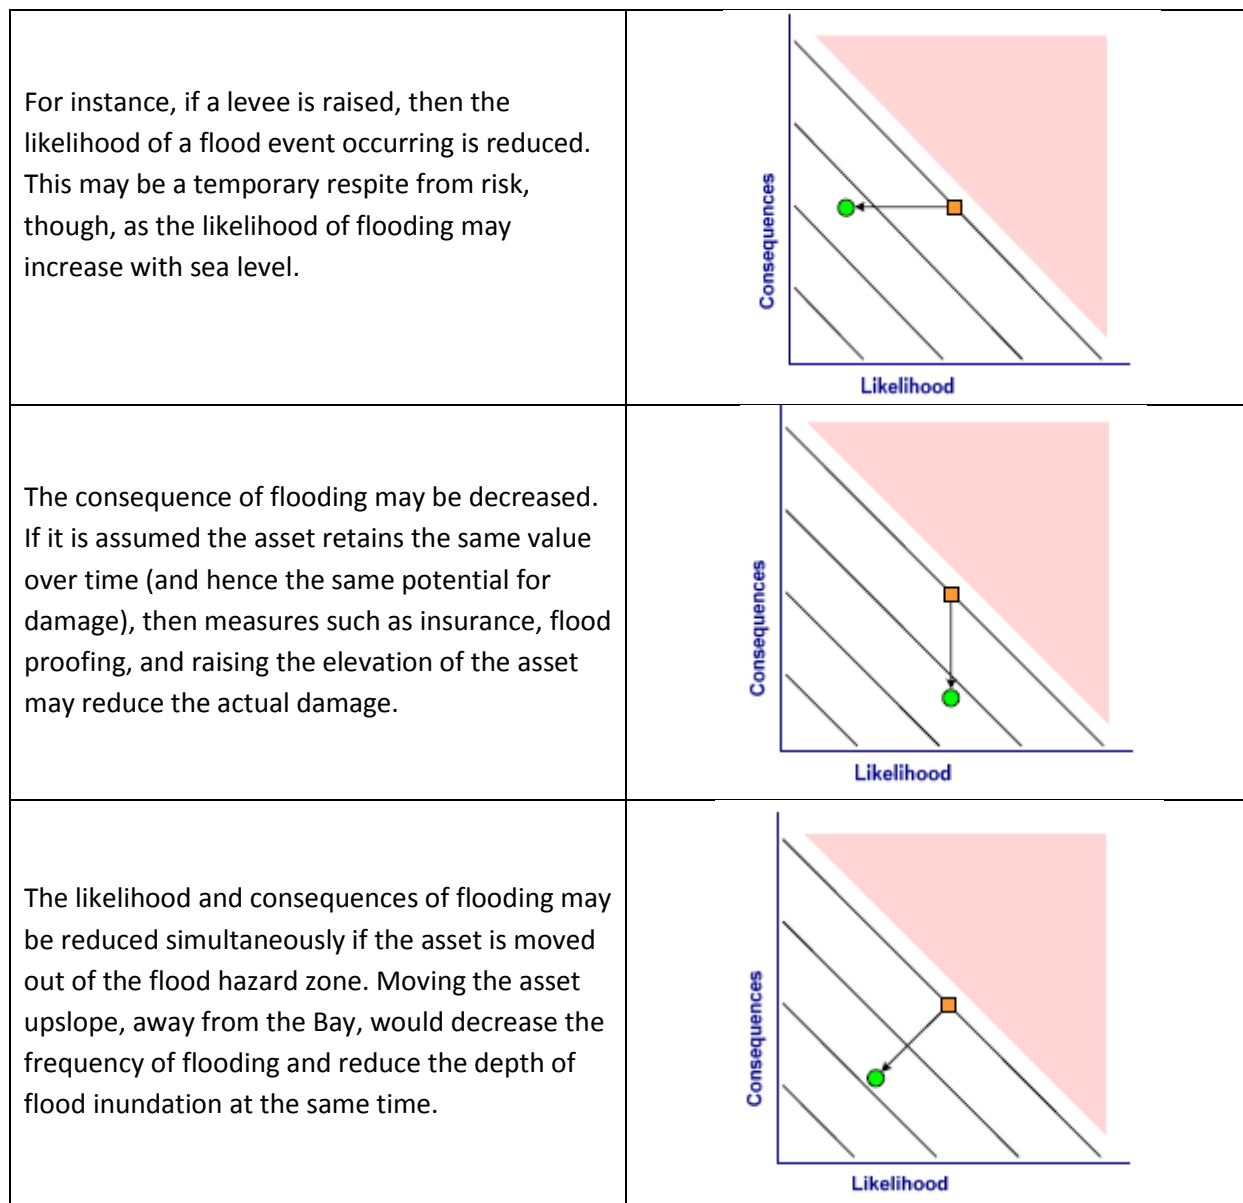 For instance, if a levee is raised, then the
likelihood of a flood event occurring is reduced.
This may be a temporary respite from risk,
though, as the likelihood of flooding may
increase with sea level.
Consequences
Likelihood
The consequence of flooding may be decreased.
If it is assumed the asset retains the same value
over time (and hence the same potential for
damage), then measures such as insurance, flood
proofing, and raising the elevation of the asset
may reduce the actual damage.
Consequences
Likelihood
The likelihood and consequences of flooding may
be reduced simultaneously if the asset is moved
out of the flood hazard zone. Moving the asset
upslope, away from the Bay, would decrease the
frequency of flooding and reduce the depth of
flood inundation at the same time.
Consequences
Likelihood